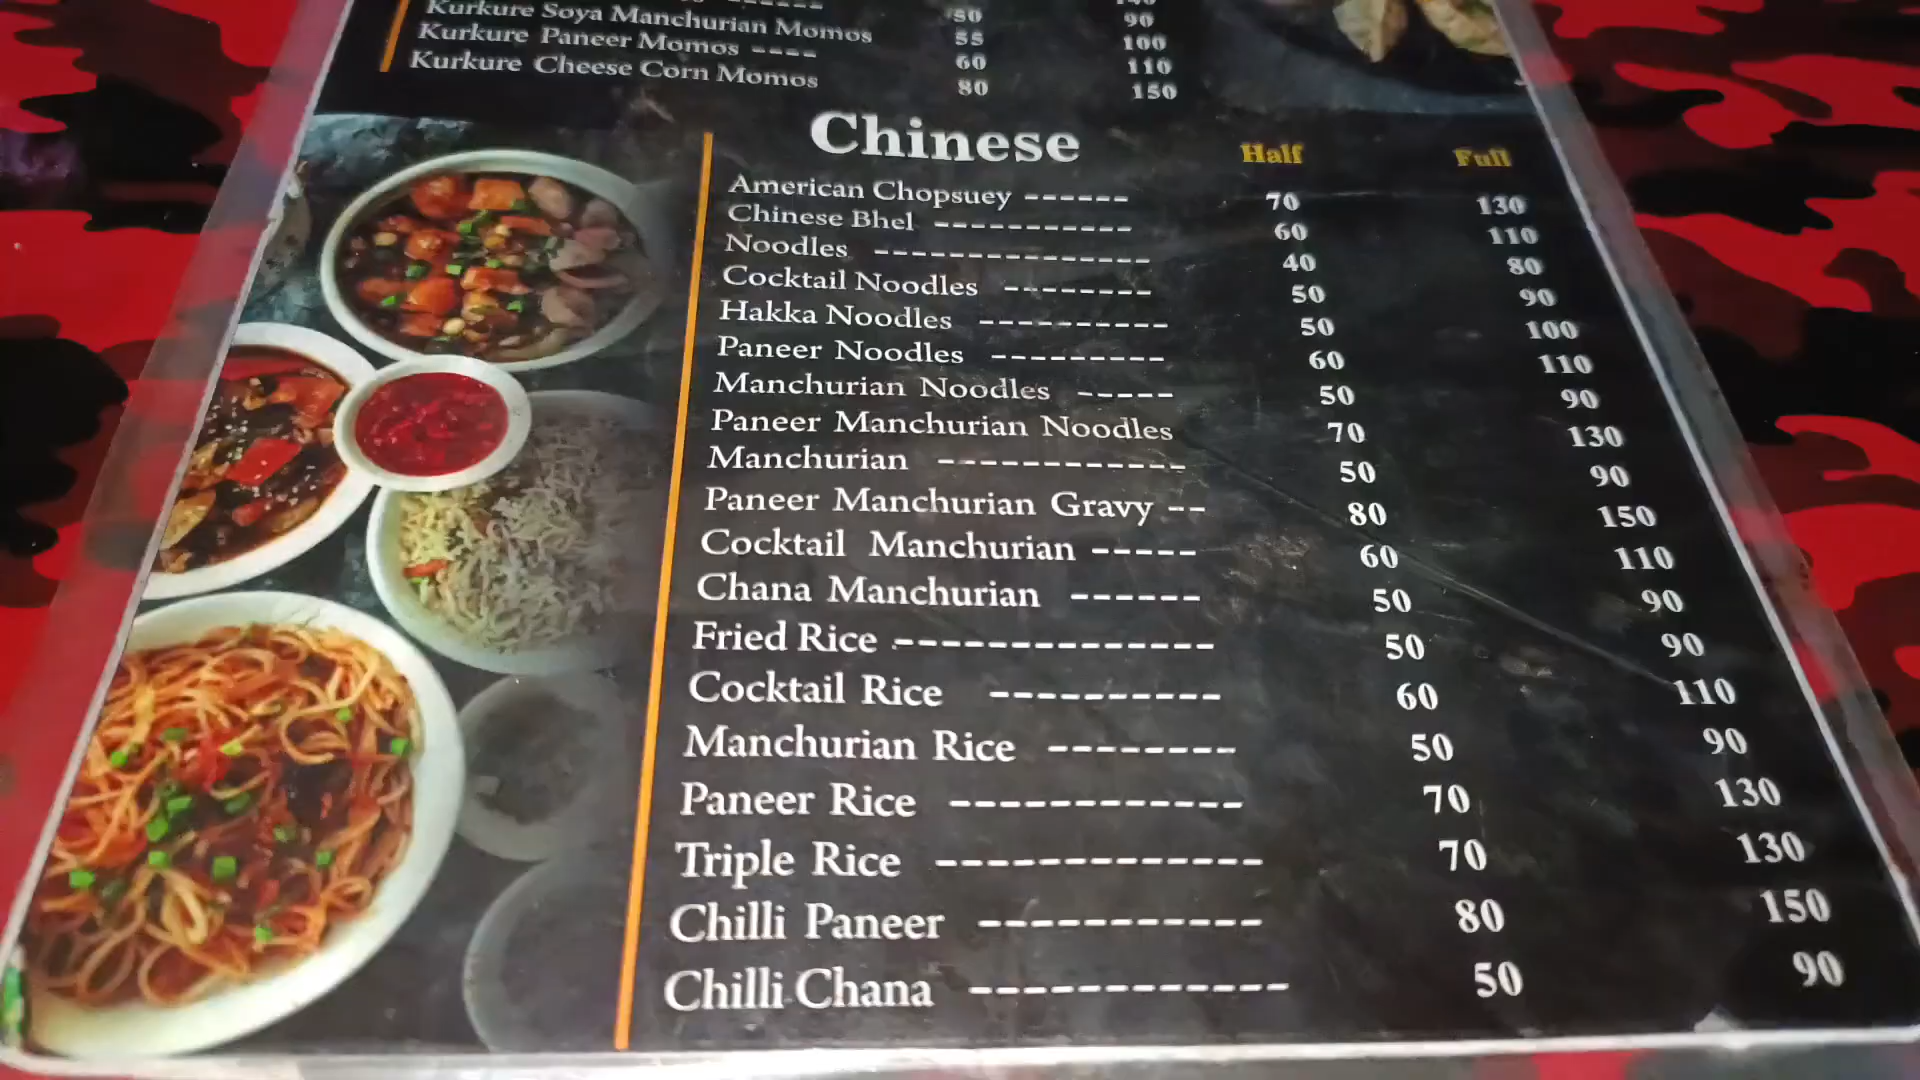 Kurkure Soya Manchurian Momos 50 90
Kurkure Paneer Momos ---- 55 100
Kurkure Cheese Corn Momos 60 110
80 150
Chinese Half Full
American Chopsuey ------ 70 130
Chinese Bhel ----------- 60 110
Noodles --------------- 40 80
Cocktail Noodles -------- 50 90
Hakka Noodles ---------- 50 100
Paneer Noodles --------- 60 110
Manchurian Noodles ----- 50 90
Paneer Manchurian Noodles 70 130
Manchurian ------------ 50 90
Paneer Manchurian Gravy -- 80 150
Cocktail Manchurian ----- 60 110
Chana Manchurian ------ 50 90
Fried Rice -------------- 50 90
Cocktail Rice ---------- 60 110
Manchurian Rice -------- 50 90
Paneer Rice ------------- 70 130
Triple Rice -------------- 70 130
Chilli Paneer ----------- 80 150
Chilli Chana ------------ 50 90